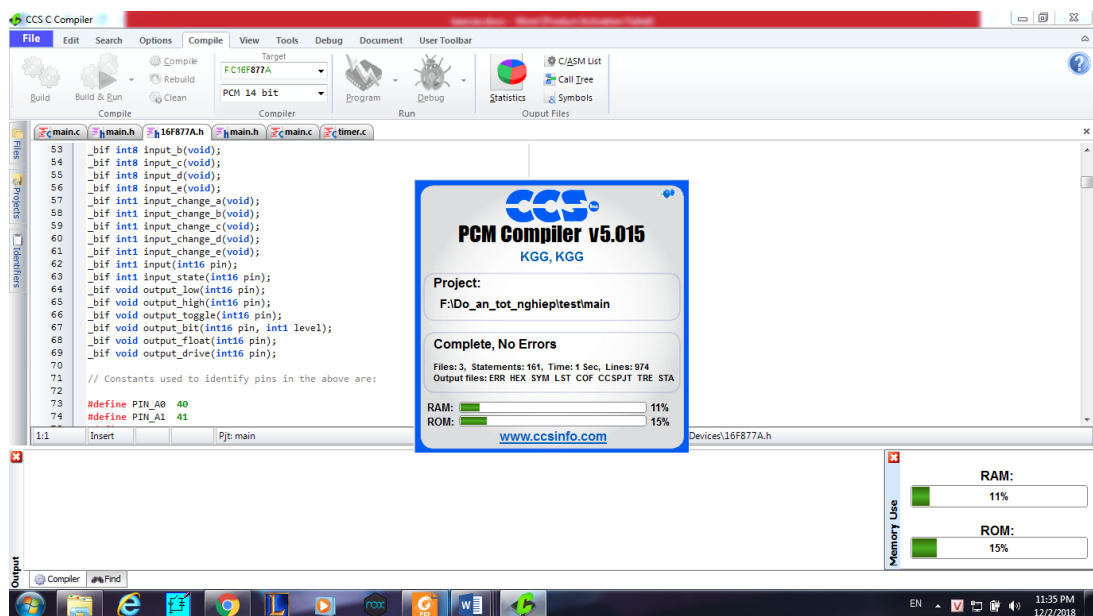 CCS C Compiler
File Edit Search Options Compile View Tools Debug Document User Toolbar
Build
Build & Run
Compile
Rebuild
Clean
Compile
Target
PCM 14 bit
Compiler
Program
Debug
Run
Statistics
C/ASM List
Call Tree
Symbols
Ouput Files
main.c main.h 16F877A.h main.h main.c timer.c
Files
Projects
Identifiers
53 _bif int8 input_b(void);
54 _bif int8 input_c(void);
55 _bif int8 input_d(void);
56 _bif int8 input_e(void);
57 _bif int1 input_change_a(void);
58 _bif int1 input_change_b(void);
59 _bif int1 input_change_c(void);
60 _bif int1 input_change_d(void);
61 _bif int1 input_change_e(void);
62 _bif int1 input(int16 pin);
63 _bif int1 input_state(int16 pin);
64 _bif void output_low(int16 pin);
65 _bif void output_high(int16 pin);
66 _bif void output_toggle(int16 pin);
67 _bif void output_bit(int16 pin, int1 level);
68 _bif void output_float(int16 pin);
69 _bif void output_drive(int16 pin);
70
71 // Constants used to identify pins in the above are:
72
73 #define PIN_A0 40
74 #define PIN_A1 41
1:1 Insert Pjt: main Devices\16F877A.h
CCS inc
PCM Compiler v5.015
KGG, KGG
Project:
F:\Do_an_tot_nghiep\test\main
Complete, No Errors
Files: 3, Statements: 161, Time: 1 Sec, Lines: 974
Output files: ERR HEX SYM LST COF CCSPJT TRE STA
RAM: 11%
ROM: 15%
www.ccsinfo.com
Output
Compiler Find
Memory Use
RAM:
11%
ROM:
15%
nox
EN
11:35 PM
12/2/2018